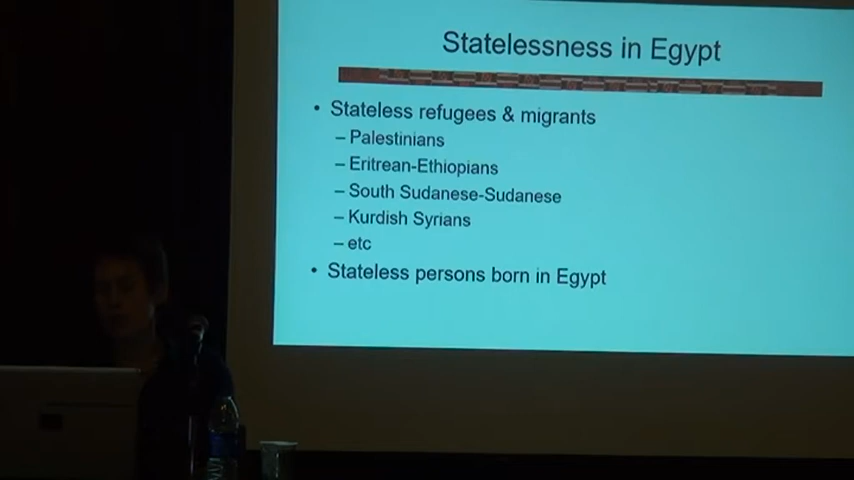 Statelessness in Egypt
• Stateless refugees & migrants
– Palestinians
– Eritrean-Ethiopians
– South Sudanese-Sudanese
– Kurdish Syrians
– etc
• Stateless persons born in Egypt